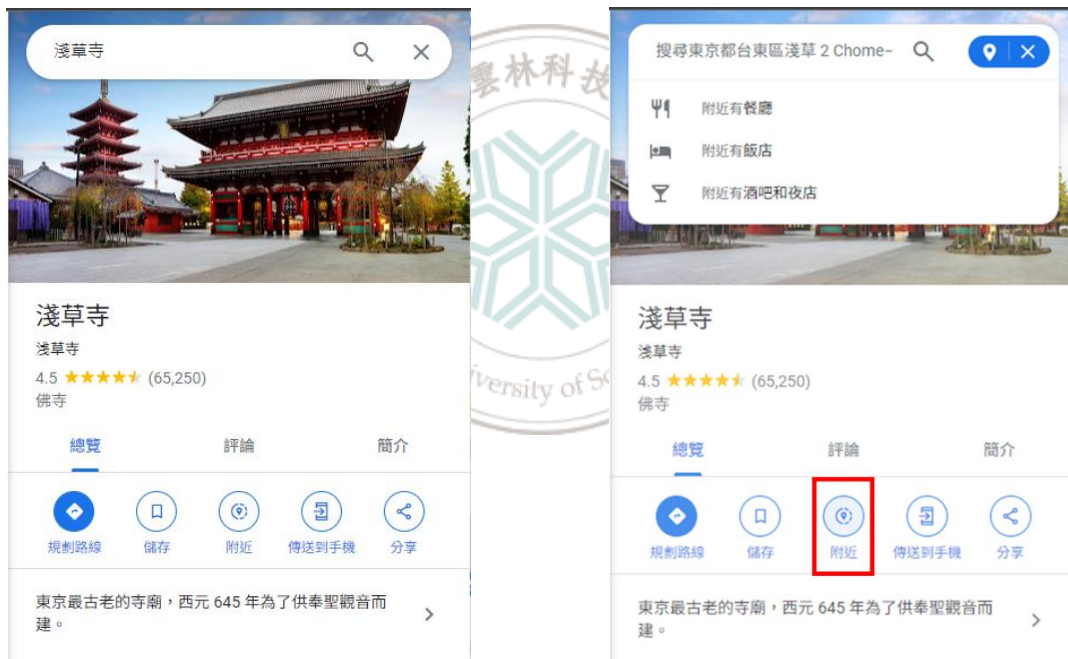 淺草寺
淺草寺
淺草寺
4.5 (65,250)
佛寺
總覽 評論 簡介
規劃路線 儲存 附近 傳送到手機 分享
東京最古老的寺廟，西元 645 年為了供奉聖觀音而
建。
雲林科技
iversity of Sc
搜尋東京都台東區淺草 2 Chome−
附近有餐廳
附近有飯店
附近有酒吧和夜店
淺草寺
淺草寺
4.5 (65,250)
佛寺
總覽 評論 簡介
規劃路線 儲存 附近 傳送到手機 分享
東京最古老的寺廟，西元 645 年為了供奉聖觀音而
建。